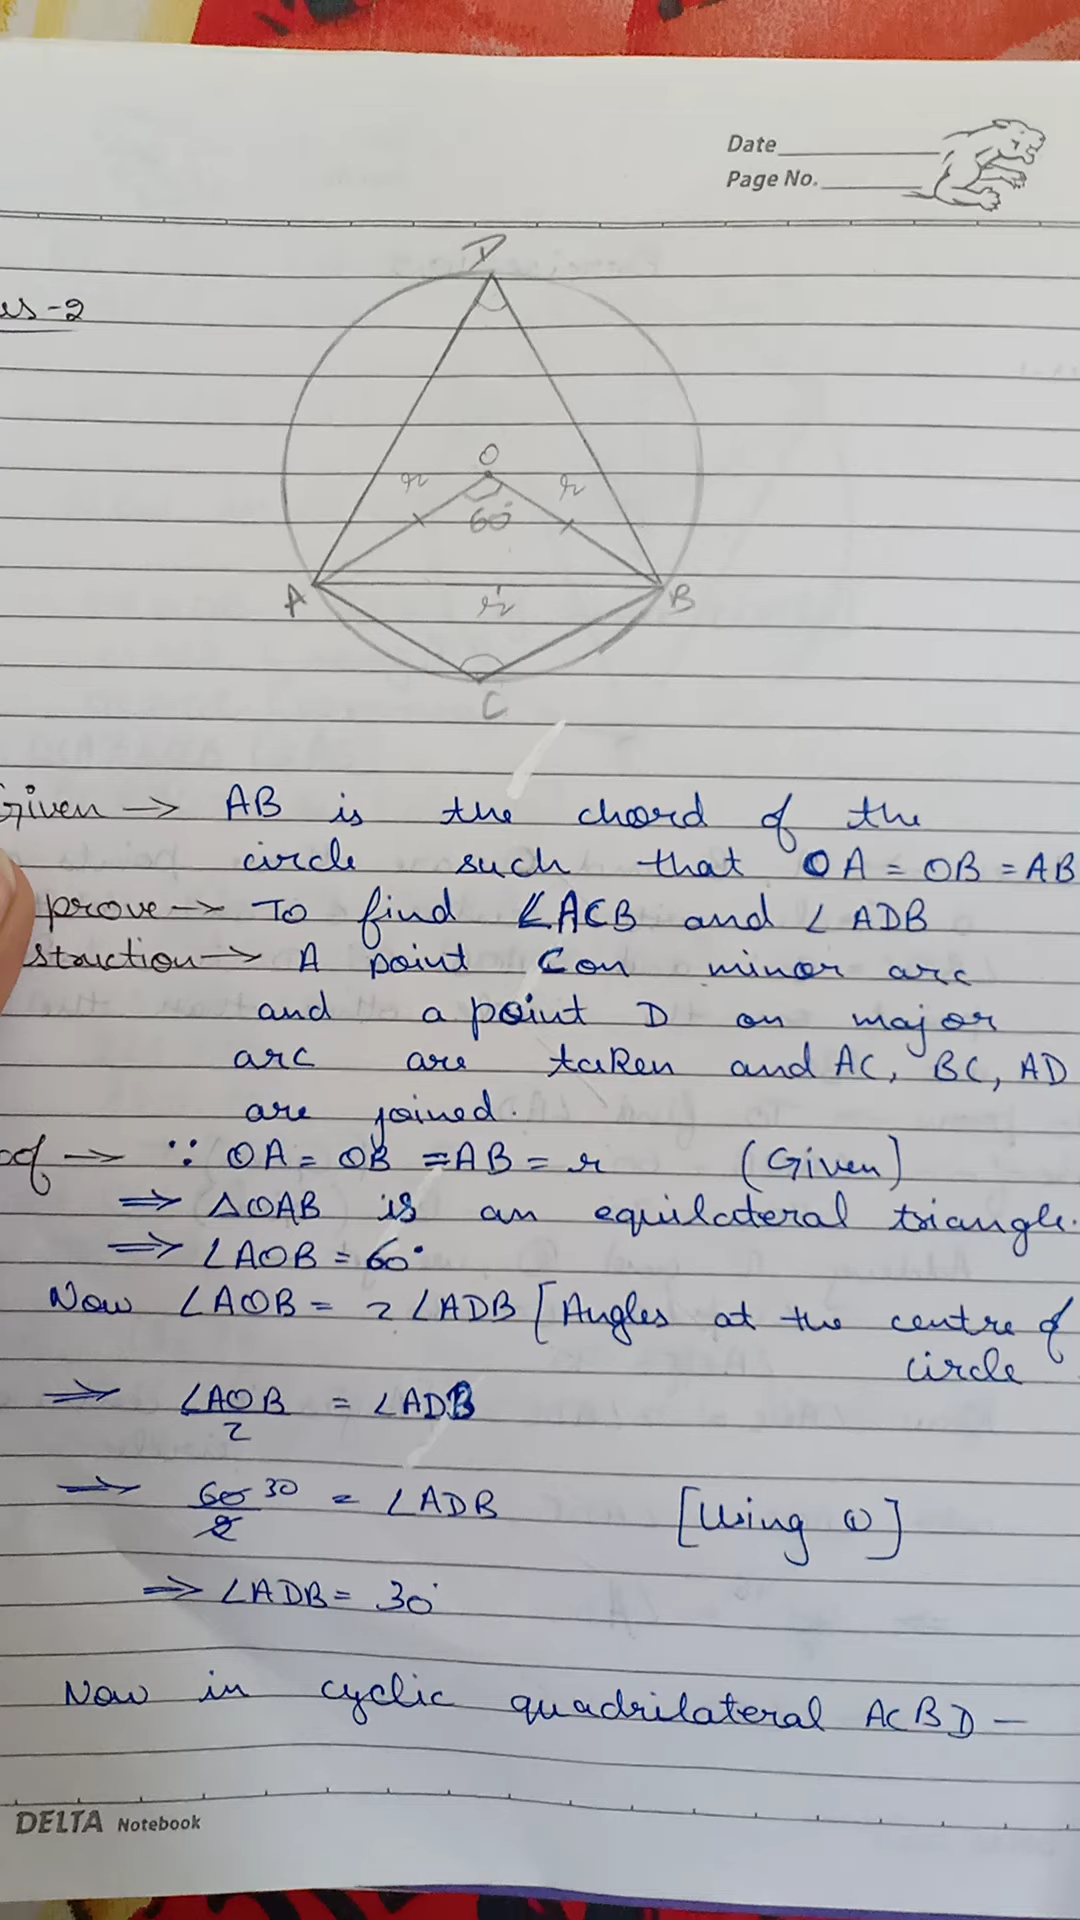 Date
Page No.
D
us-2
O
r r
60°
A r B
C
Given → AB is the chord of the
circle such that OA = OB = AB
prove → To find ∠ACB and ∠ADB
struction → A point C on minor arc
and a point D on major
arc are taken and AC, BC, AD
are joined.
of → ∵ OA = OB = AB = r (Given)
⇒ △OAB is an equilateral triangle.
⇒ ∠AOB = 60°
Now ∠AOB = 2 ∠ADB [Angles at the centre of
circle
⇒ ∠AOB/2 = ∠ADB
⇒ 60/2 30 = ∠ADB [Using ①]
⇒ ∠ADB = 30°
Now in cyclic quadrilateral ACBD —
DELTA Notebook